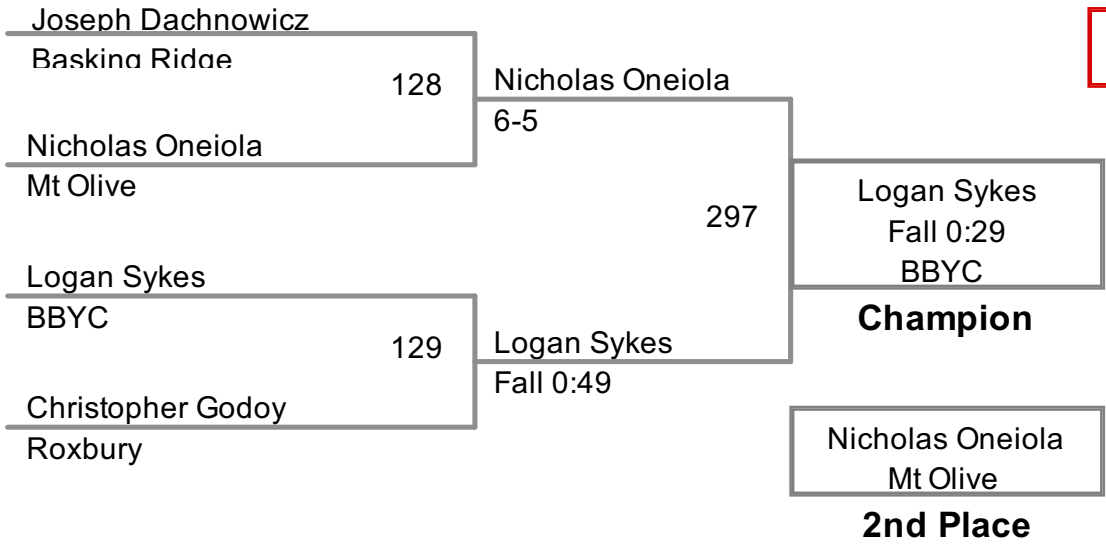 Joseph Dachnowicz
Basking Ridge
128
Nicholas Oneiola
6-5
Nicholas Oneiola
Mt Olive
297
Logan Sykes
Fall 0:29
BBYC
Champion
Logan Sykes
BBYC
129
Logan Sykes
Fall 0:49
Christopher Godoy
Roxbury
Nicholas Oneiola
Mt Olive
2nd Place